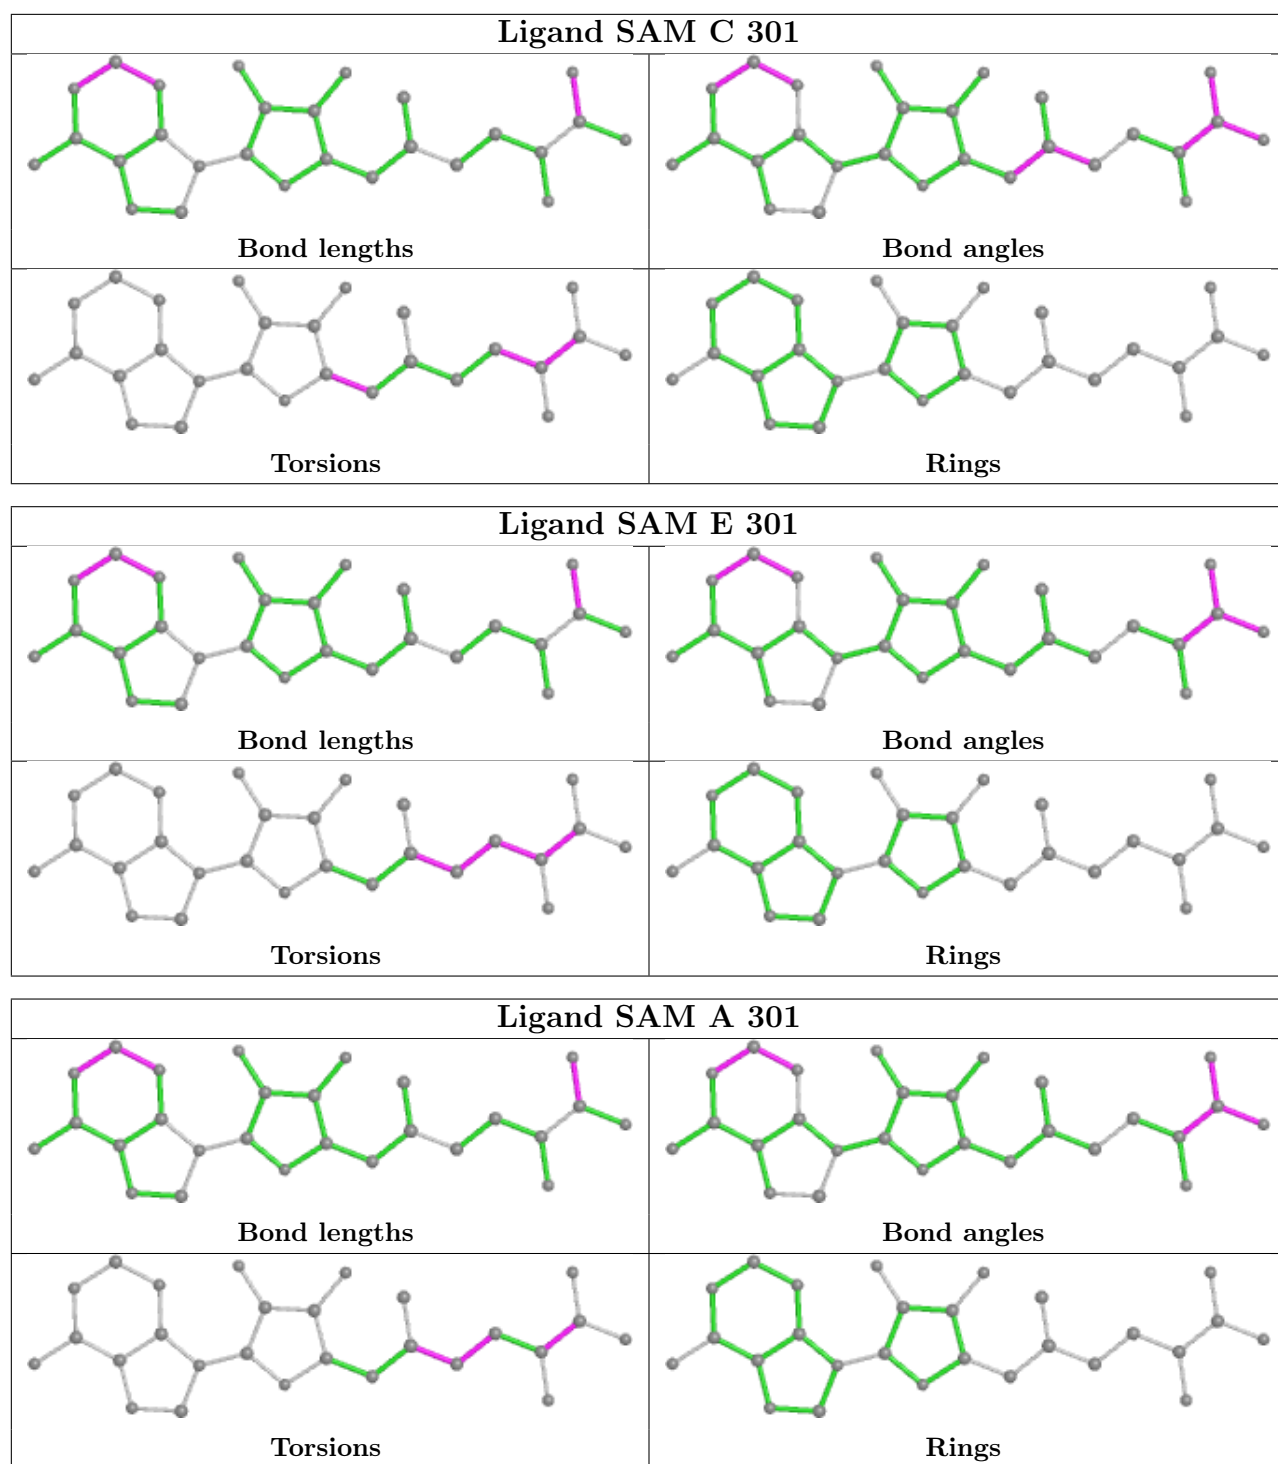 Ligand SAM C 301
Bond lengths
Bond angles
Torsions
Rings
Ligand SAM E 301
Bond lengths
Bond angles
Torsions
Rings
Ligand SAM A 301
Bond lengths
Bond angles
Torsions
Rings